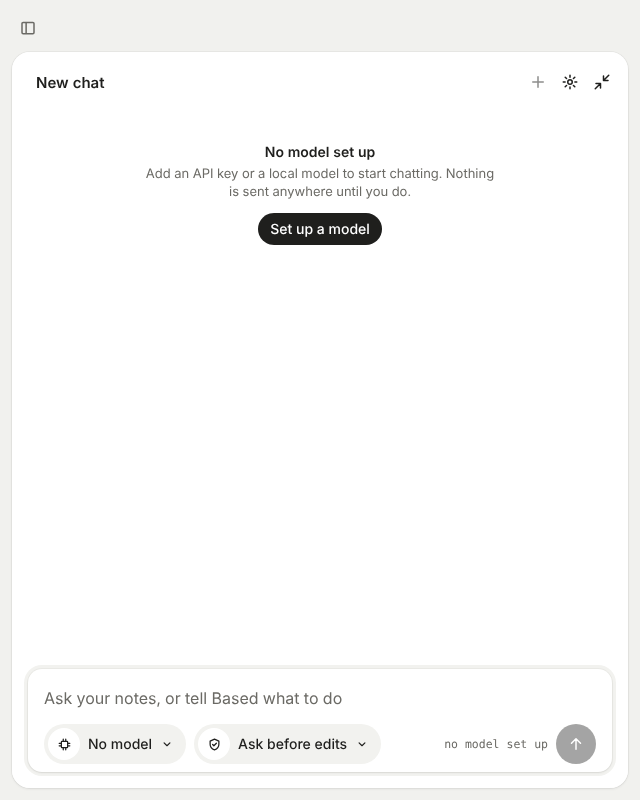 New chat
No model set up
Add an API key or a local model to start chatting. Nothing
is sent anywhere until you do.
Set up a model
Ask your notes, or tell Based what to do
No model
Ask before edits
no model set up